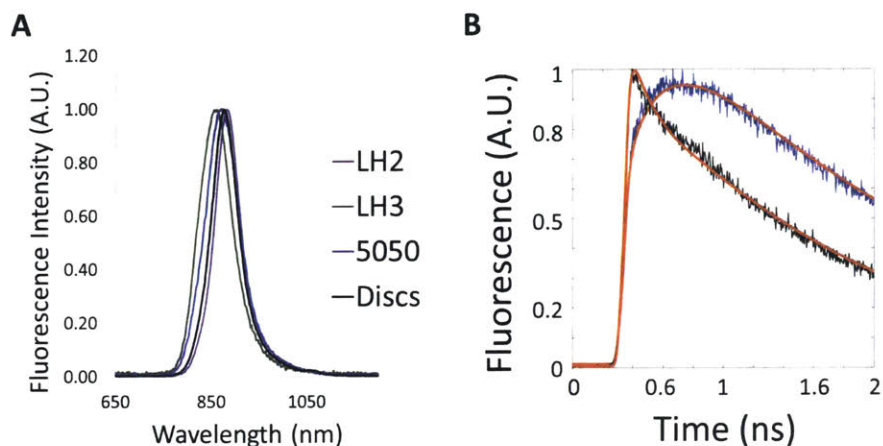 A
Fluorescence Intensity (A.U.)
1.20
1.00
0.80
0.60
0.40
0.20
0.00
650
850
1050
Wavelength (nm)
LH2
LH3
5050
Discs
B
Fluorescence (A.U.)
1
0.8
0.5
0.2
0
0
0.6
1
1.6
2
Time (ns)